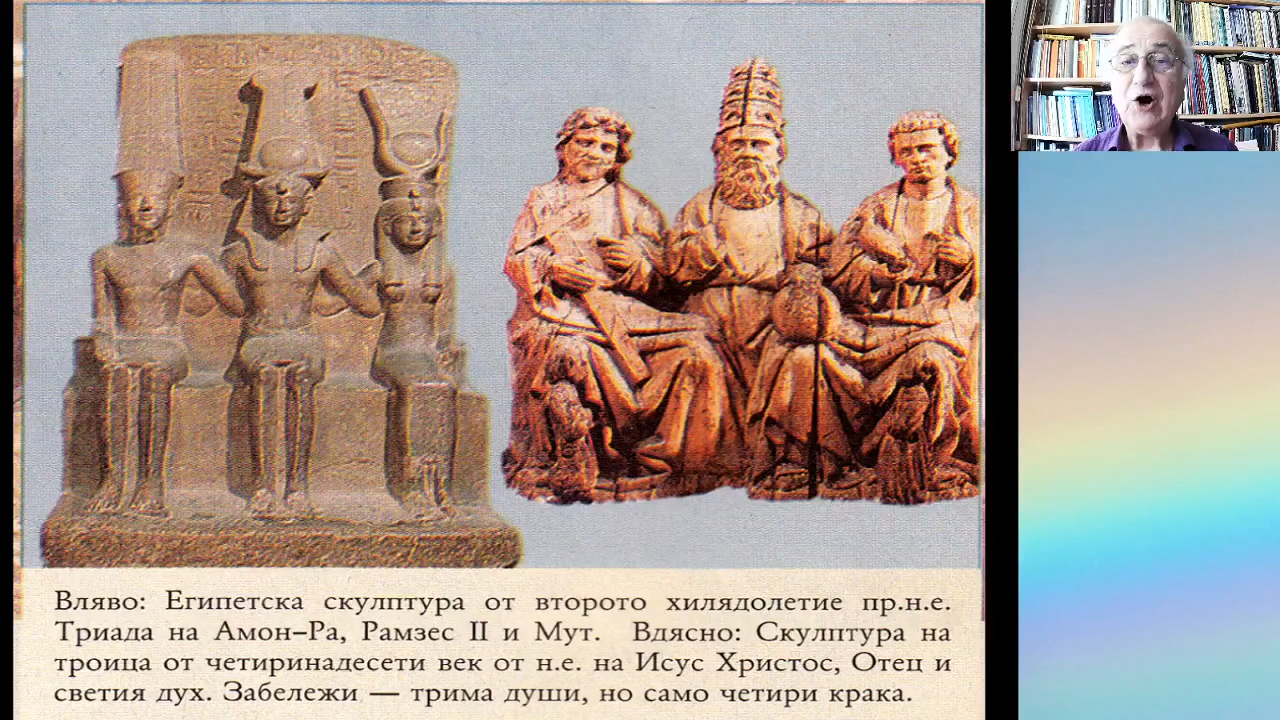 Вляво: Египетска скулптура от второто хилядолетие пр.н.е.
Триада на Амон–Ра, Рамзес II и Мут. Вдясно: Скулптура на
троица от четиринадесети век от н.е. на Исус Христос, Отец и
светия дух. Забележи — трима души, но само четири крака.